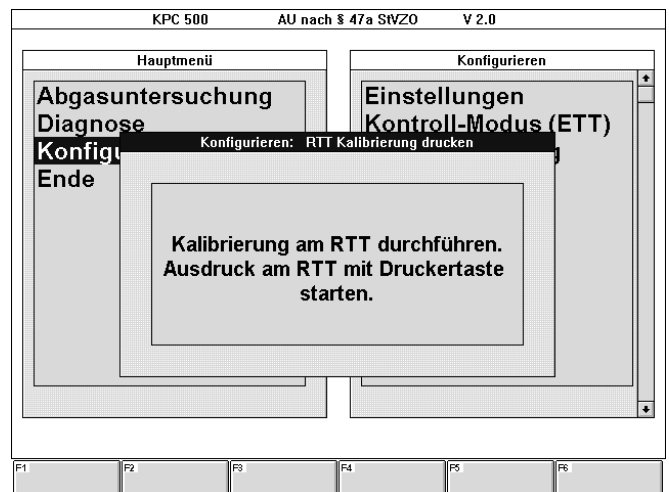 KPC 500 AU nach § 47a StVZO V 2.0
Hauptmenü
Konfigurieren
Abgasuntersuchung
Diagnose
Ende
Einstellungen
Kontroll-Modus (ETT)
Konfigurieren: RTT Kalibrierung drucken
Kalibrierung am RTT durchführen.
Ausdruck am RTT mit Druckertaste
starten.
F1 F2 F3 F4 F5 F6